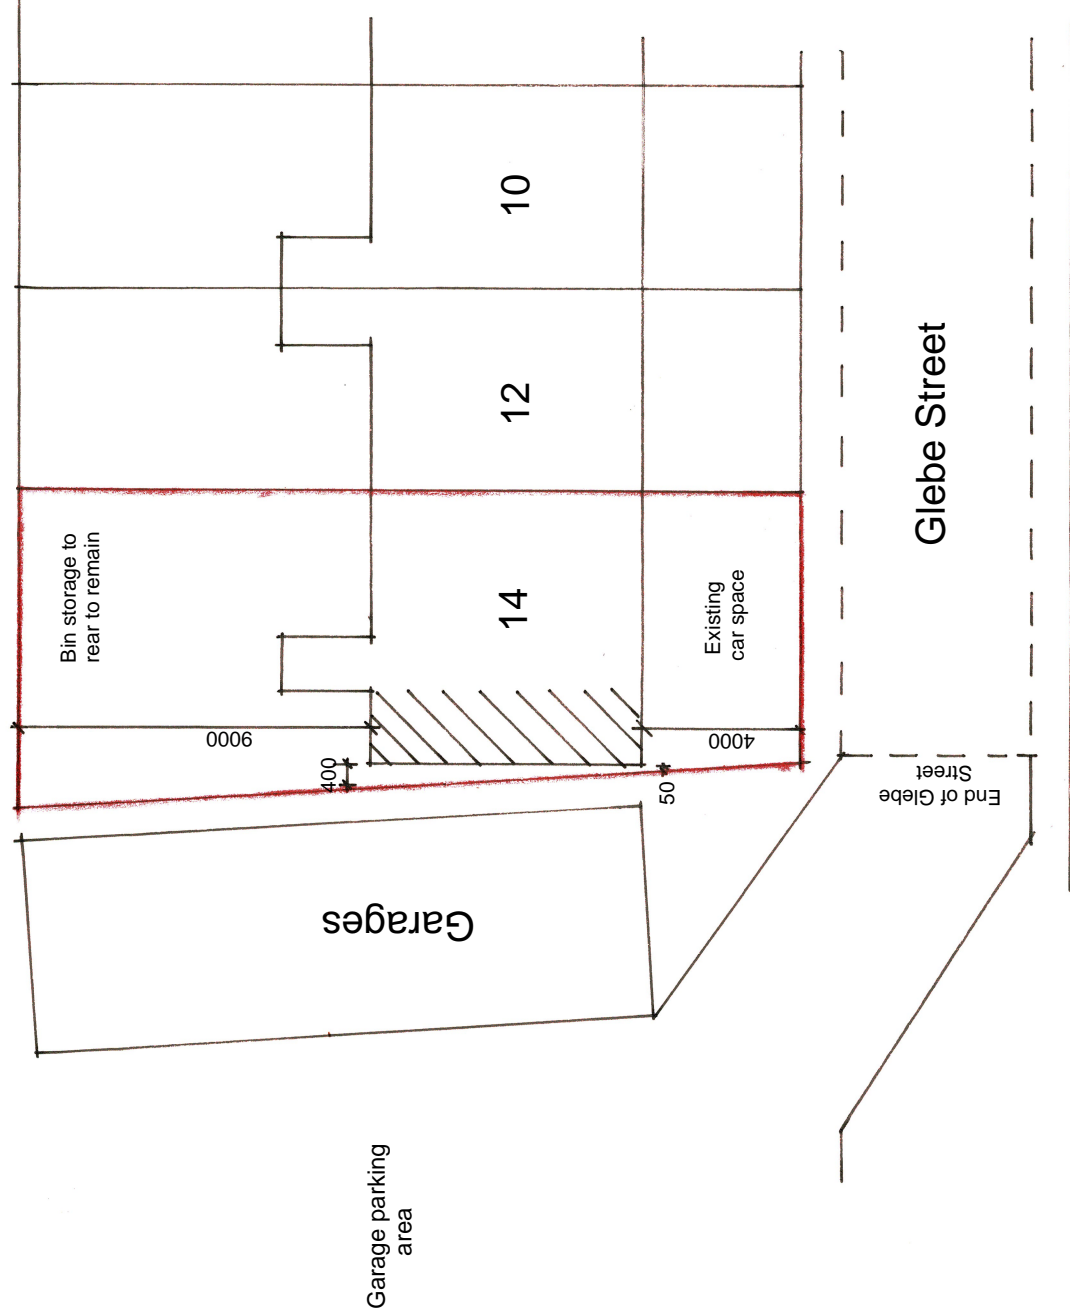 10
12
14
Bin storage to
rear to remain
Existing
car space
9000
4000
400
50
Glebe Street
End of Glebe
Street
Garages
Garage parking
area